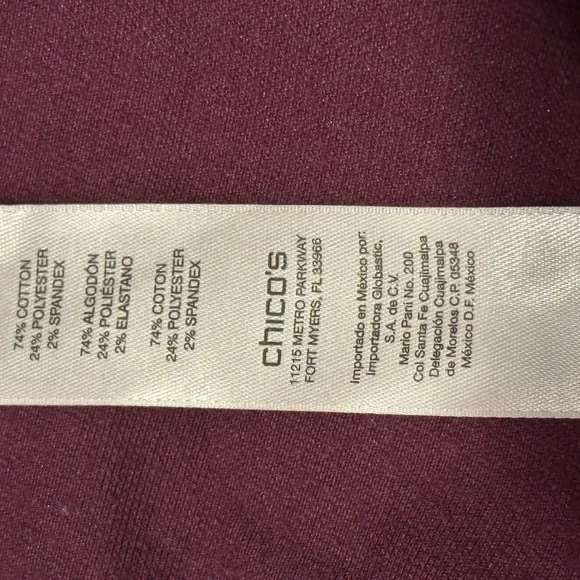 74% COTTON
24% POLYESTER
2% SPANDEX
74% ALGODÓN
24% POLIÉSTER
2% ELASTANO
74% COTON
24% POLYESTER
2% SPANDEX
chico's
11215 METRO PARKWAY
FORT MYERS, FL 33966
Importado en México por:
Importadora Globastic,
S.A. de C.V.
Mario Pani No. 200
Col Santa Fe Cuajimalpa
Delegación Cuajimalpa
de Morelos C.P. 05348
México D.F. México